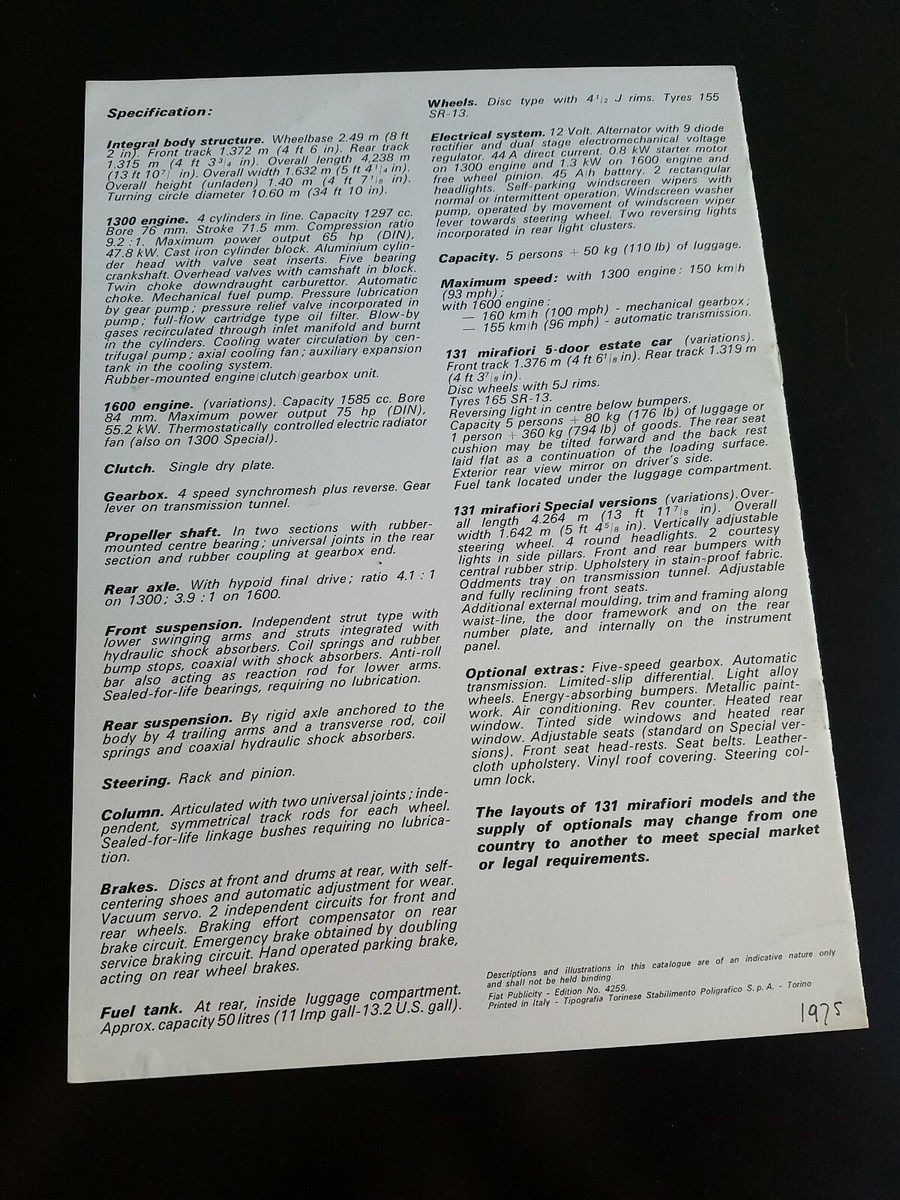 Specification:
Integral body structure. Wheelbase 2.49 m (8 ft
2 in). Front track 1.372 m (4 ft 6 in). Rear track
1.315 m (4 ft 3 3/4 in). Overall length 4,238 m
(13 ft 10 7/ in). Overall width 1.632 m (5 ft 4 1/4 in).
Overall height (unladen) 1.40 m (4 ft 7 1/8 in).
Turning circle diameter 10.60 m (34 ft 10 in).
1300 engine. 4 cylinders in line. Capacity 1297 cc.
Bore 76 mm. Stroke 71.5 mm. Compression ratio
9.2 : 1. Maximum power output 65 hp (DIN),
47.8 kW. Cast iron cylinder block. Aluminium cylin-
der head with valve seat inserts. Five bearing
crankshaft. Overhead valves with camshaft in block.
Twin choke downdraught carburettor. Automatic
choke. Mechanical fuel pump. Pressure lubrication
by gear pump; pressure relief valve incorporated in
pump; full-flow cartridge type oil filter. Blow-by
gases recirculated through inlet manifold and burnt
in the cylinders. Cooling water circulation by cen-
trifugal pump; axial cooling fan; auxiliary expansion
tank in the cooling system.
Rubber-mounted engine/clutch/gearbox unit.
1600 engine. (variations). Capacity 1585 cc. Bore
84 mm. Maximum power output 75 hp (DIN),
55.2 kW. Thermostatically controlled electric radiator
fan (also on 1300 Special).
Clutch. Single dry plate.
Gearbox. 4 speed synchromesh plus reverse. Gear
lever on transmission tunnel.
Propeller shaft. In two sections with rubber-
mounted centre bearing; universal joints in the rear
section and rubber coupling at gearbox end.
Rear axle. With hypoid final drive; ratio 4.1 : 1
on 1300; 3.9 : 1 on 1600.
Front suspension. Independent strut type with
lower swinging arms and struts integrated with
hydraulic shock absorbers. Coil springs and rubber
bump stops, coaxial with shock absorbers. Anti-roll
bar also acting as reaction rod for lower arms.
Sealed-for-life bearings, requiring no lubrication.
Rear suspension. By rigid axle anchored to the
body by 4 trailing arms and a transverse rod, coil
springs and coaxial hydraulic shock absorbers.
Steering. Rack and pinion.
Column. Articulated with two universal joints; inde-
pendent, symmetrical track rods for each wheel.
Sealed-for-life linkage bushes requiring no lubrica-
tion.
Brakes. Discs at front and drums at rear, with self-
centering shoes and automatic adjustment for wear.
Vacuum servo. 2 independent circuits for front and
rear wheels. Braking effort compensator on rear
brake circuit. Emergency brake obtained by doubling
service braking circuit. Hand operated parking brake,
acting on rear wheel brakes.
Fuel tank. At rear, inside luggage compartment.
Approx. capacity 50 litres (11 Imp gall-13.2 U.S. gall).
Wheels. Disc type with 4 1/2 J rims. Tyres 155
SR-13.
Electrical system. 12 Volt. Alternator with 9 diode
rectifier and dual stage electromechanical voltage
regulator. 44 A direct current. 0.8 kW starter motor
on 1300 engine and 1.3 kW on 1600 engine and
free wheel pinion. 45 A/h battery. 2 rectangular
headlights. Self-parking windscreen wipers with
normal or intermittent operation. Windscreen washer
pump, operated by movement of windscreen wiper
lever towards steering wheel. Two reversing lights
incorporated in rear light clusters.
Capacity. 5 persons + 50 kg (110 lb) of luggage.
Maximum speed: with 1300 engine: 150 km/h
(93 mph);
with 1600 engine:
— 160 km/h (100 mph) - mechanical gearbox;
— 155 km/h (96 mph) - automatic transmission.
131 mirafiori 5-door estate car (variations).
Front track 1.376 m (4 ft 6 1/8 in). Rear track 1.319 m
(4 ft 3 7/8 in).
Disc wheels with 5J rims.
Tyres 165 SR-13.
Reversing light in centre below bumpers.
Capacity 5 persons + 80 kg (176 lb) of luggage or
1 person + 360 kg (794 lb) of goods. The rear seat
cushion may be tilted forward and the back rest
laid flat as a continuation of the loading surface.
Exterior rear view mirror on driver's side.
Fuel tank located under the luggage compartment.
131 mirafiori Special versions (variations). Over-
all length 4.264 m (13 ft 11 7/8 in). Overall
width 1.642 m (5 ft 4 5/8 in). Vertically adjustable
steering wheel. 4 round headlights. 2 courtesy
lights in side pillars. Front and rear bumpers with
central rubber strip. Upholstery in stain-proof fabric.
Oddments tray on transmission tunnel. Adjustable
and fully reclining front seats.
Additional external moulding, trim and framing along
waist-line, the door framework and on the rear
number plate, and internally on the instrument
panel.
Optional extras: Five-speed gearbox. Automatic
transmission. Limited-slip differential. Light alloy
wheels. Energy-absorbing bumpers. Metallic paint-
work. Air conditioning. Rev counter. Heated rear
window. Tinted side windows and heated rear
window. Adjustable seats (standard on Special ver-
sions). Front seat head-rests. Seat belts. Leather-
cloth upholstery. Vinyl roof covering. Steering col-
umn lock.
The layouts of 131 mirafiori models and the
supply of optionals may change from one
country to another to meet special market
or legal requirements.
Descriptions and illustrations in this catalogue are of an indicative nature only
and shall not be held binding.
Fiat Publicity - Edition No. 4259.
Printed in Italy - Tipografia Torinese Stabilimento Poligrafico S.p.A. - Torino
1975